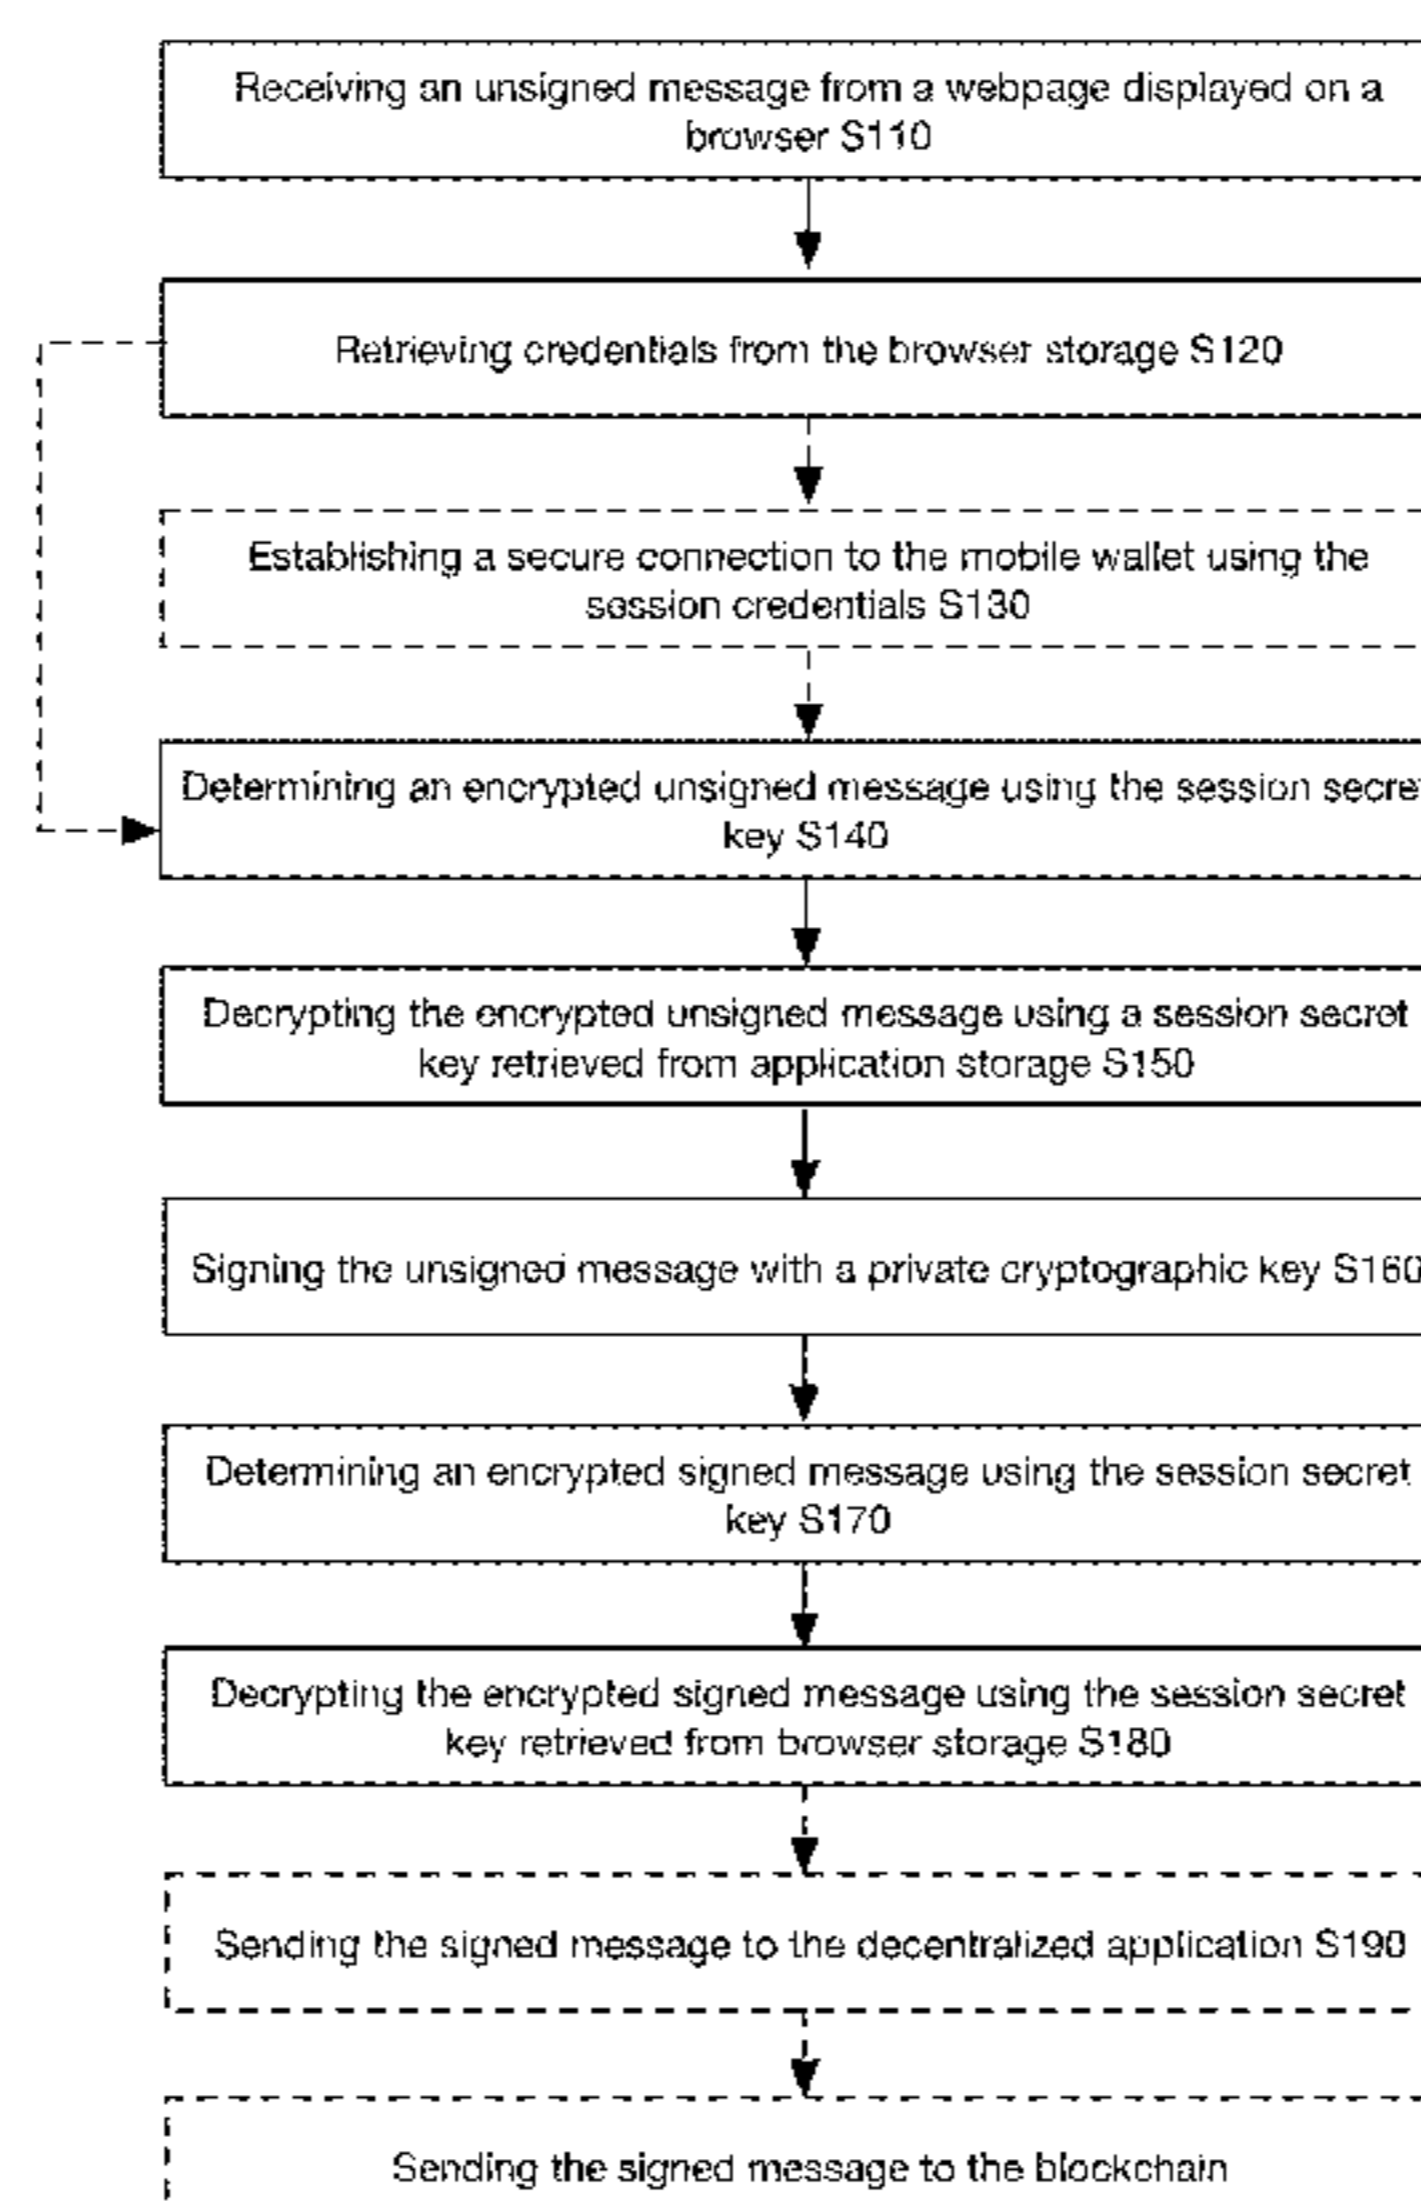 Receiving an unsigned message from a webpage displayed on a
browser S110
Retrieving credentials from the browser storage S120
Establishing a secure connection to the mobile wallet using the
session credentials S130
Determining an encrypted unsigned message using the session secret
key S140
Decrypting the encrypted unsigned message using a session secret
key retrieved from application storage S150
Signing the unsigned message with a private cryptographic key S160
Determining an encrypted signed message using the session secret
key S170
Decrypting the encrypted signed message using the session secret
key retrieved from browser storage S180
Sending the signed message to the decentralized application S190
Sending the signed message to the blockchain